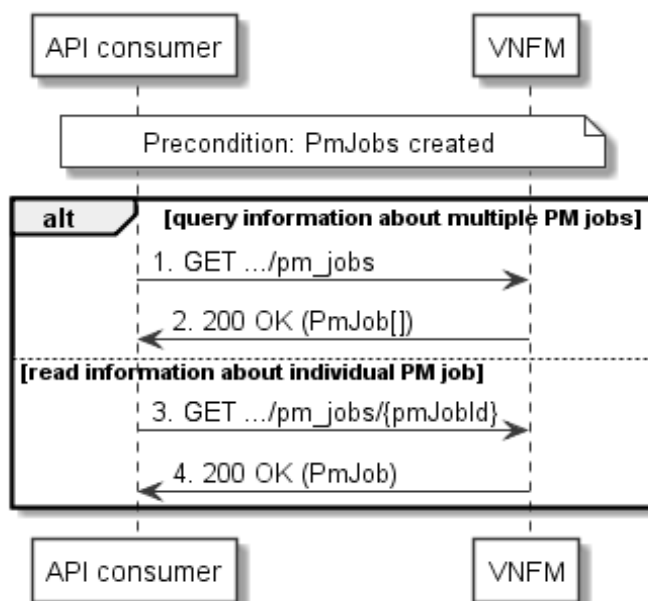 API consumer VNFM
Precondition: PmJobs created
alt [query information about multiple PM jobs]
1. GET .../pm_jobs
2. 200 OK (PmJob[])
[read information about individual PM job]
3. GET .../pm_jobs/{pmJobId}
4. 200 OK (PmJob)
API consumer VNFM